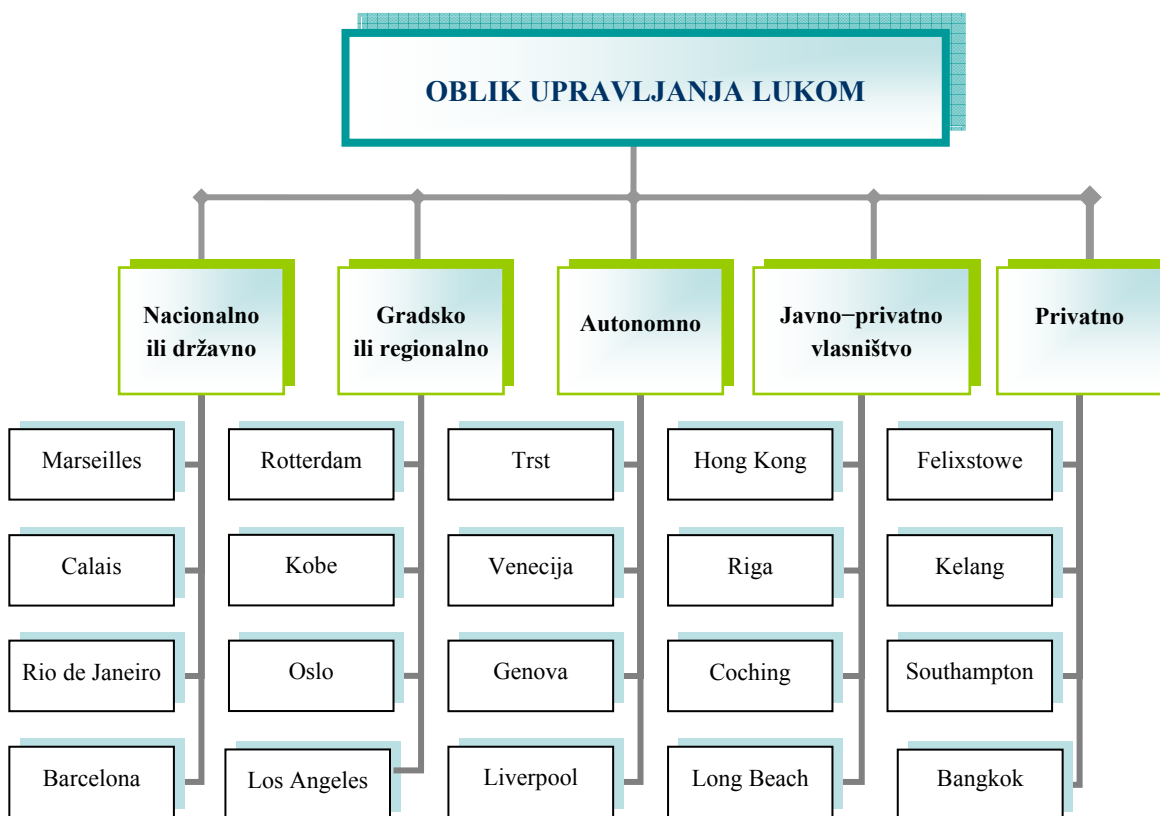 OBLIK UPRAVLJANJA LUKOM
Nacionalno
ili državno
Gradsko
ili regionalno
Autonomno
Javno−privatno
vlasništvo
Privatno
Marseilles
Rotterdam
Trst
Hong Kong
Felixstowe
Calais
Kobe
Venecija
Riga
Kelang
Rio de Janeiro
Oslo
Genova
Coching
Southampton
Barcelona
Los Angeles
Liverpool
Long Beach
Bangkok